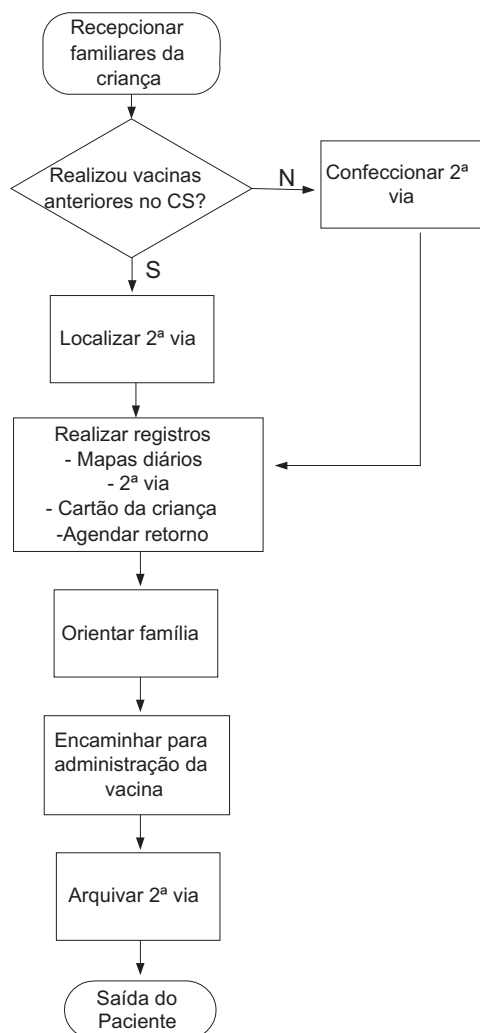 Recepcionar
familiares da
criança
Realizou vacinas
anteriores no CS?
N
Confeccionar 2ª
via
S
Localizar 2ª via
Realizar registros
- Mapas diários
- 2ª via
- Cartão da criança
-Agendar retorno
Orientar família
Encaminhar para
administração da
vacina
Arquivar 2ª via
Saída do
Paciente